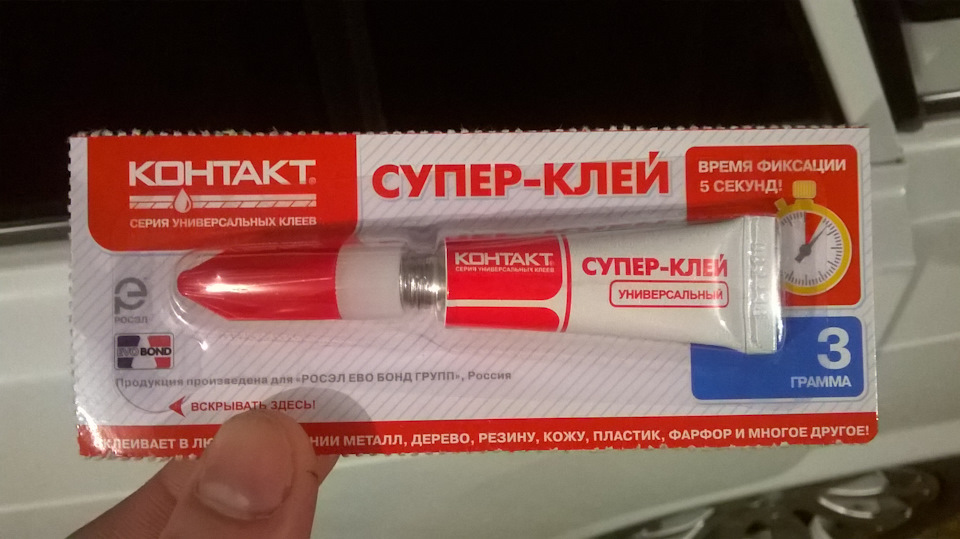 КОНТАКТ
СЕРИЯ УНИВЕРСАЛЬНЫХ КЛЕЕВ
СУПЕР-КЛЕЙ
ВРЕМЯ ФИКСАЦИИ
5 СЕКУНД!
КОНТАКТ
СЕРИЯ УНИВЕРСАЛЬНЫХ КЛЕЕВ
СУПЕР-КЛЕЙ
УНИВЕРСАЛЬНЫЙ
РОСЭЛ
EVO BOND
3
ГРАММА
Продукция произведена для «РОСЭЛ ЕВО БОНД ГРУПП», Россия
ВСКРЫВАТЬ ЗДЕСЬ!
В МЕТАЛЛ, ДЕРЕВО, РЕЗИНУ, КОЖУ, ПЛАСТИК, ФАРФОР И МНОГОЕ ДРУГОЕ!